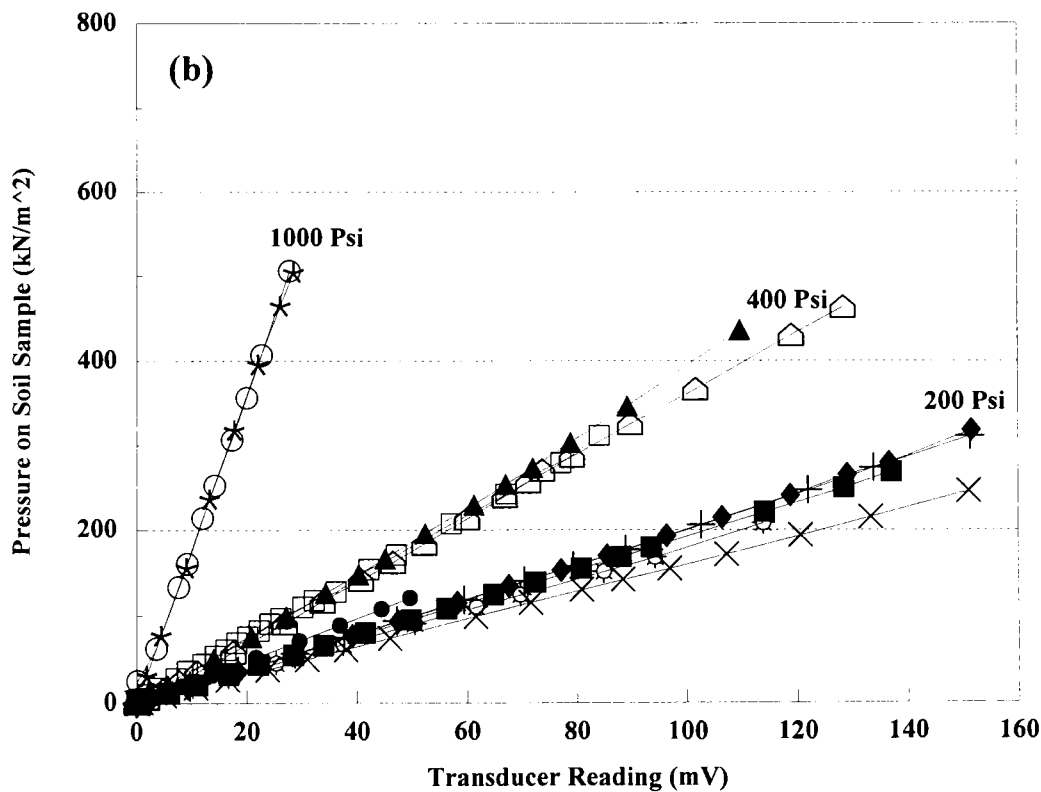 800
(b)
600
1000 Psi
400 Psi
400
200 Psi
200
0
0 20 40 60 80 100 120 140 160
Transducer Reading (mV)
Pressure on Soil Sample (kN/m^2)